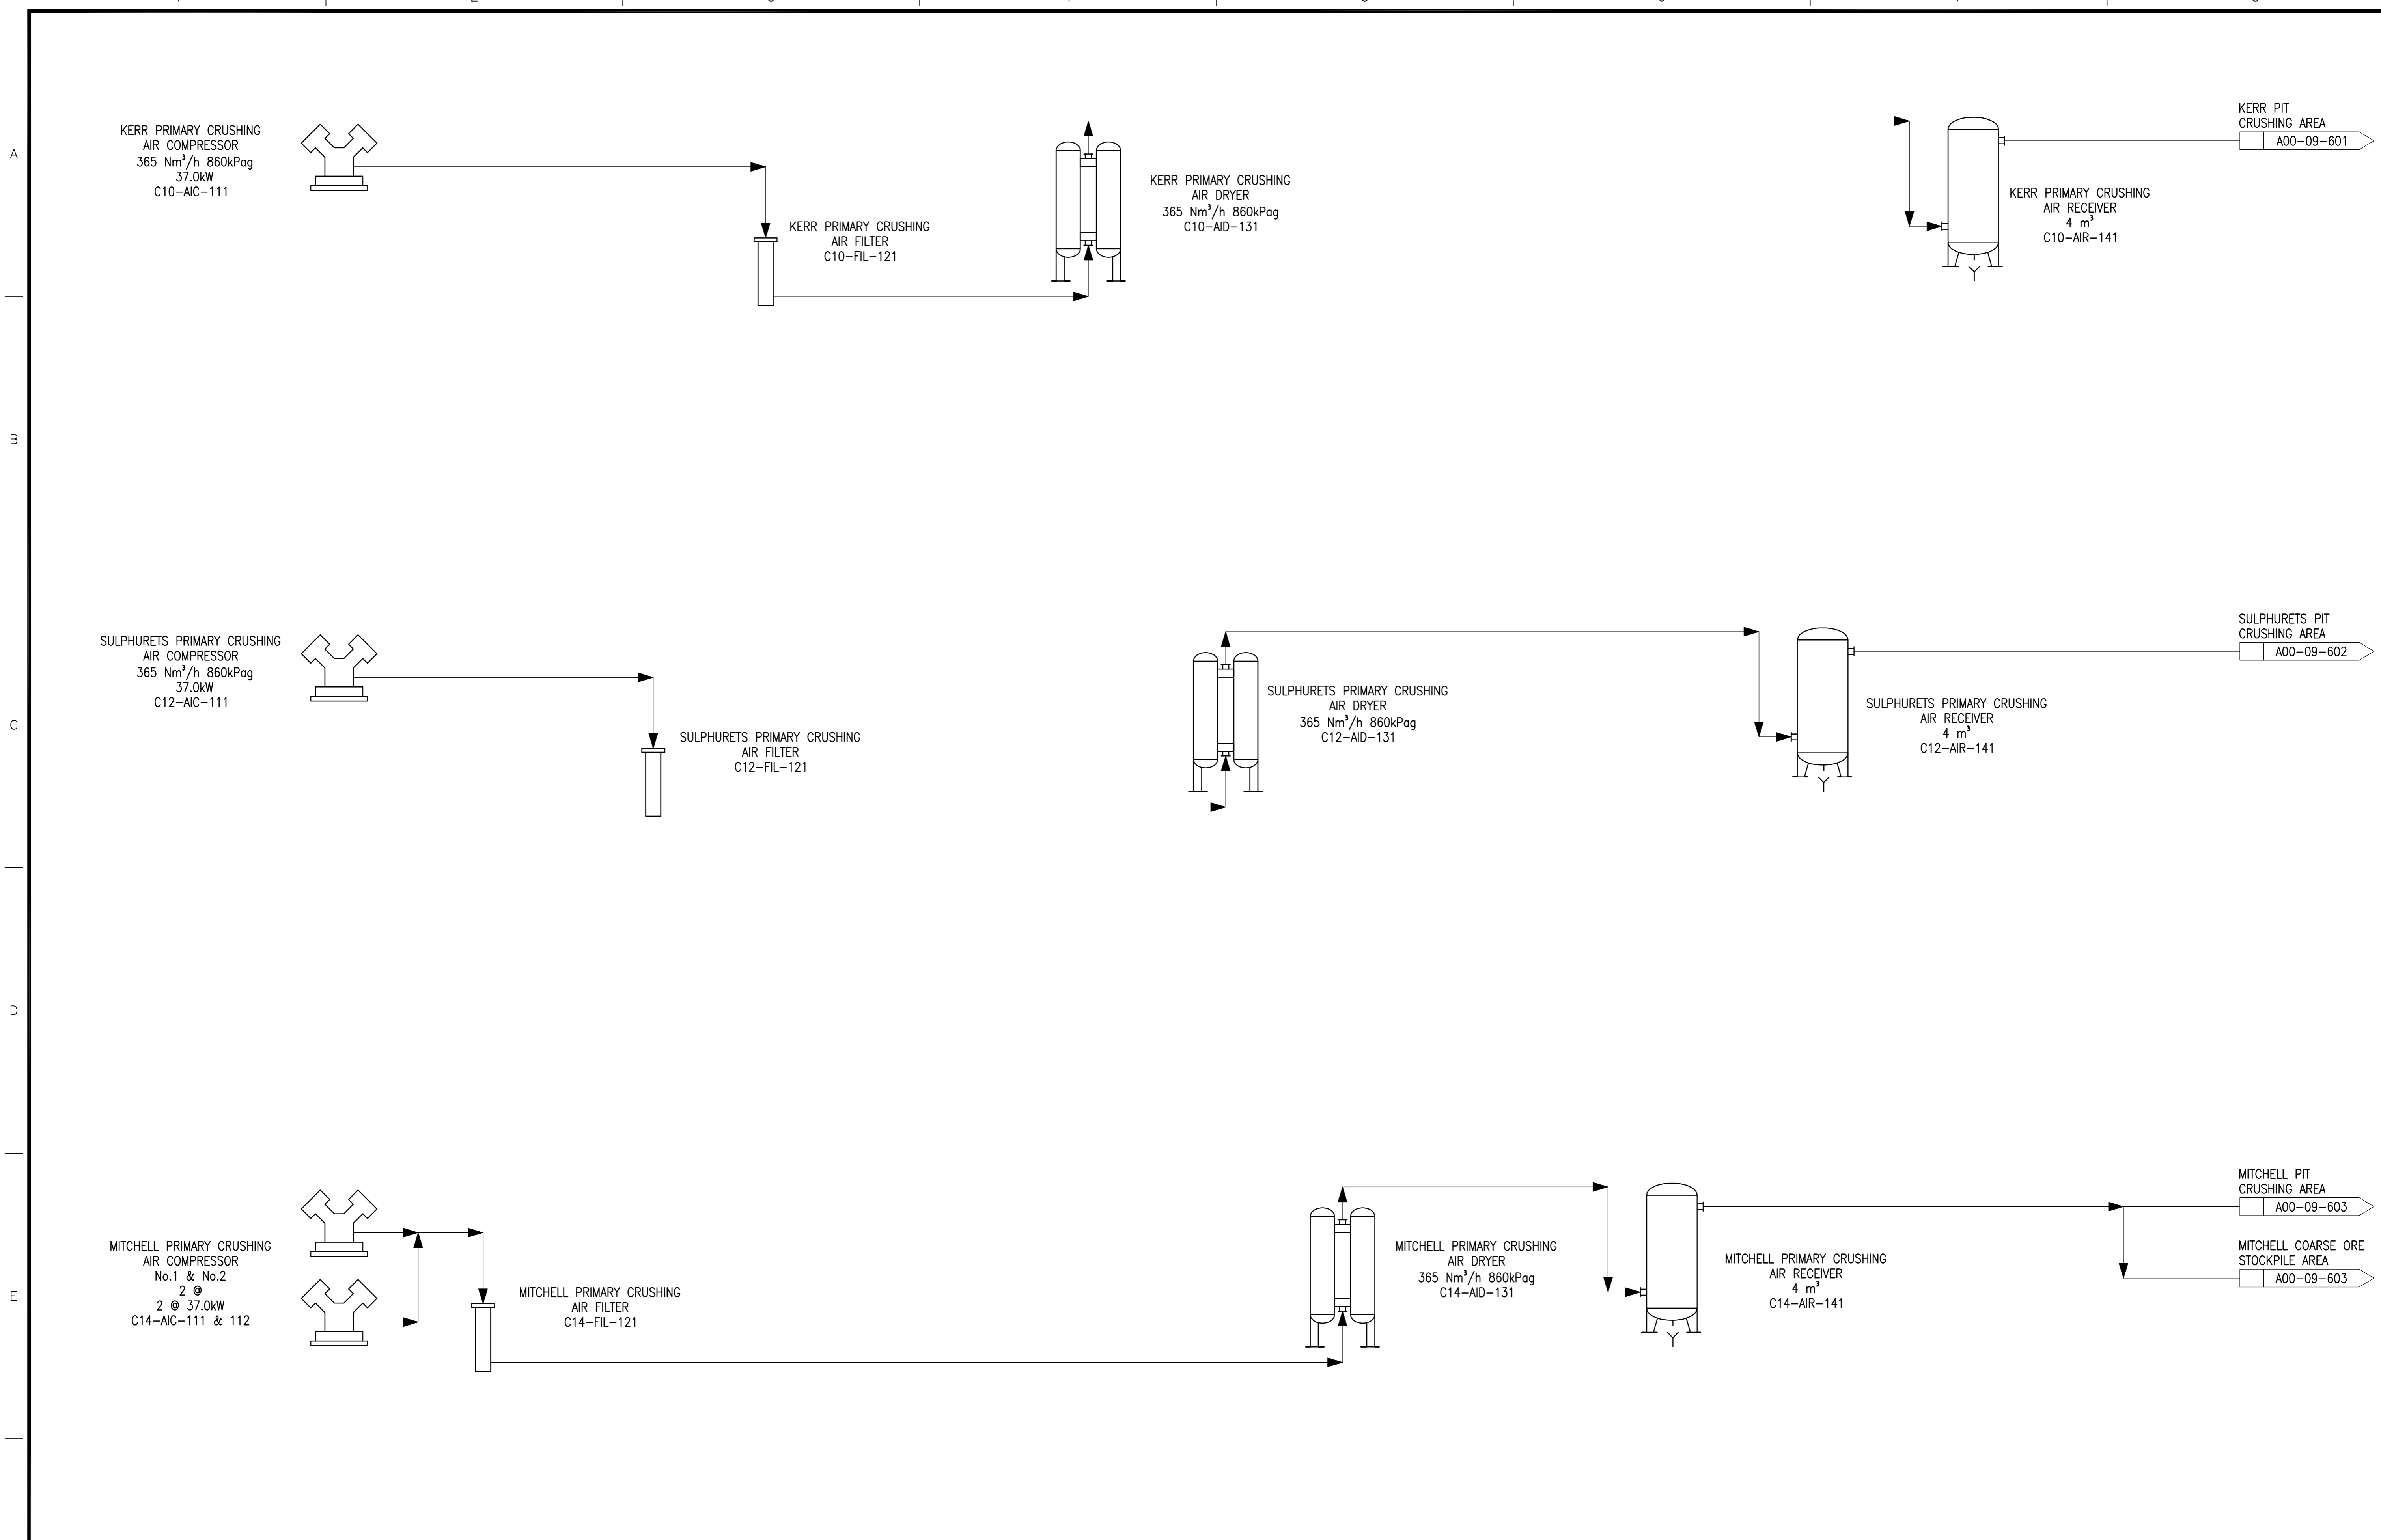 A
KERR PRIMARY CRUSHING
AIR COMPRESSOR
365 Nm³/h 860kPag
37.0kW
C10-AIC-111
KERR PRIMARY CRUSHING
AIR FILTER
C10-FIL-121
KERR PRIMARY CRUSHING
AIR DRYER
365 Nm³/h 860kPag
C10-AID-131
KERR PRIMARY CRUSHING
AIR RECEIVER
4 m³
C10-AIR-141
KERR PIT
CRUSHING AREA
A00-09-601
B
C
SULPHURETS PRIMARY CRUSHING
AIR COMPRESSOR
365 Nm³/h 860kPag
37.0kW
C12-AIC-111
SULPHURETS PRIMARY CRUSHING
AIR FILTER
C12-FIL-121
SULPHURETS PRIMARY CRUSHING
AIR DRYER
365 Nm³/h 860kPag
C12-AID-131
SULPHURETS PRIMARY CRUSHING
AIR RECEIVER
4 m³
C12-AIR-141
SULPHURETS PIT
CRUSHING AREA
A00-09-602
D
E
MITCHELL PRIMARY CRUSHING
AIR COMPRESSOR
No.1 & No.2
2 @
2 @ 37.0kW
C14-AIC-111 & 112
MITCHELL PRIMARY CRUSHING
AIR FILTER
C14-FIL-121
MITCHELL PRIMARY CRUSHING
AIR DRYER
365 Nm³/h 860kPag
C14-AID-131
MITCHELL PRIMARY CRUSHING
AIR RECEIVER
4 m³
C14-AIR-141
MITCHELL PIT
CRUSHING AREA
A00-09-603
MITCHELL COARSE ORE
STOCKPILE AREA
A00-09-603